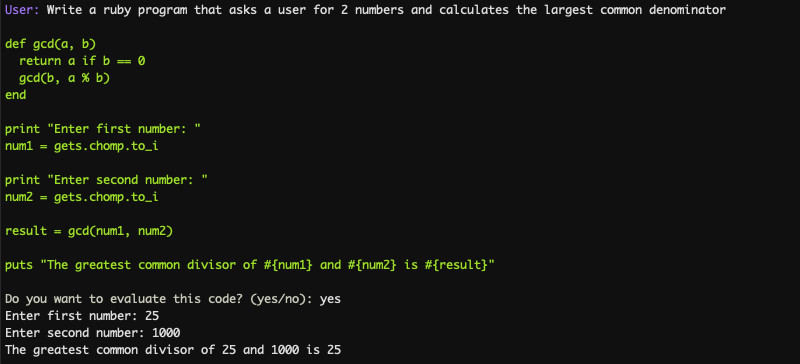 User: Write a ruby program that asks a user for 2 numbers and calculates the largest common denominator

def gcd(a, b)
  return a if b == 0
  gcd(b, a % b)
end

print "Enter first number: "
num1 = gets.chomp.to_i

print "Enter second number: "
num2 = gets.chomp.to_i

result = gcd(num1, num2)

puts "The greatest common divisor of #{num1} and #{num2} is #{result}"

Do you want to evaluate this code? (yes/no): yes
Enter first number: 25
Enter second number: 1000
The greatest common divisor of 25 and 1000 is 25